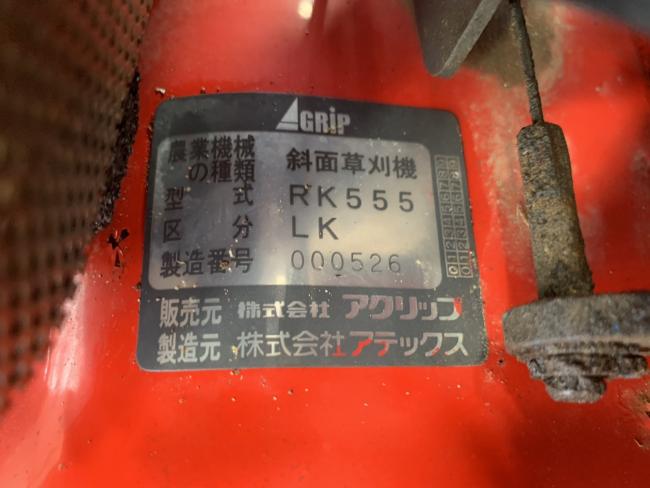 AGRIP
農業機械の種類 斜面草刈機
型式 RK555
区分 LK
製造番号 000526
販売元 株式会社 アグリップ
製造元 株式会社 アテックス